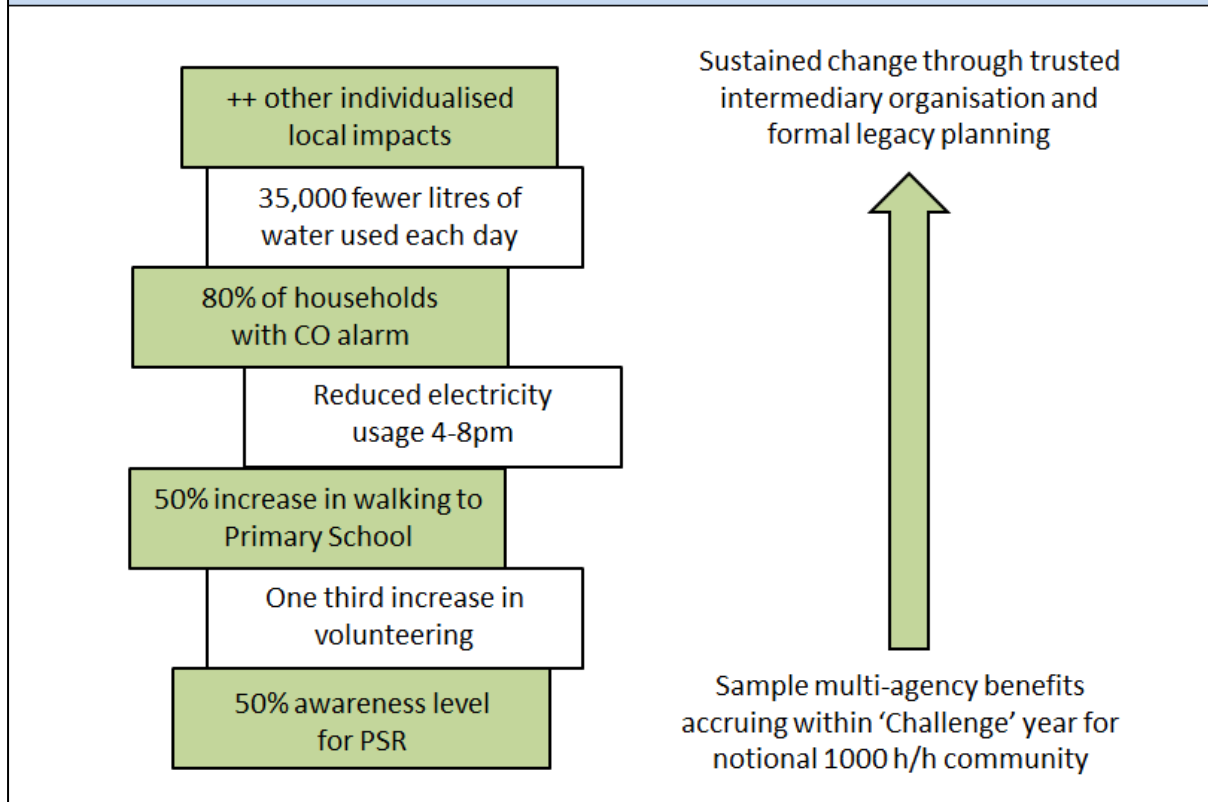 ++ other individualised
local impacts
35,000 fewer litres of
water used each day
80% of households
with CO alarm
Reduced electricity
usage 4-8pm
50% increase in walking to
Primary School
One third increase in
volunteering
50% awareness level
for PSR
Sustained change through trusted
intermediary organisation and
formal legacy planning
Sample multi-agency benefits
accruing within ‘Challenge’ year for
notional 1000 h/h community